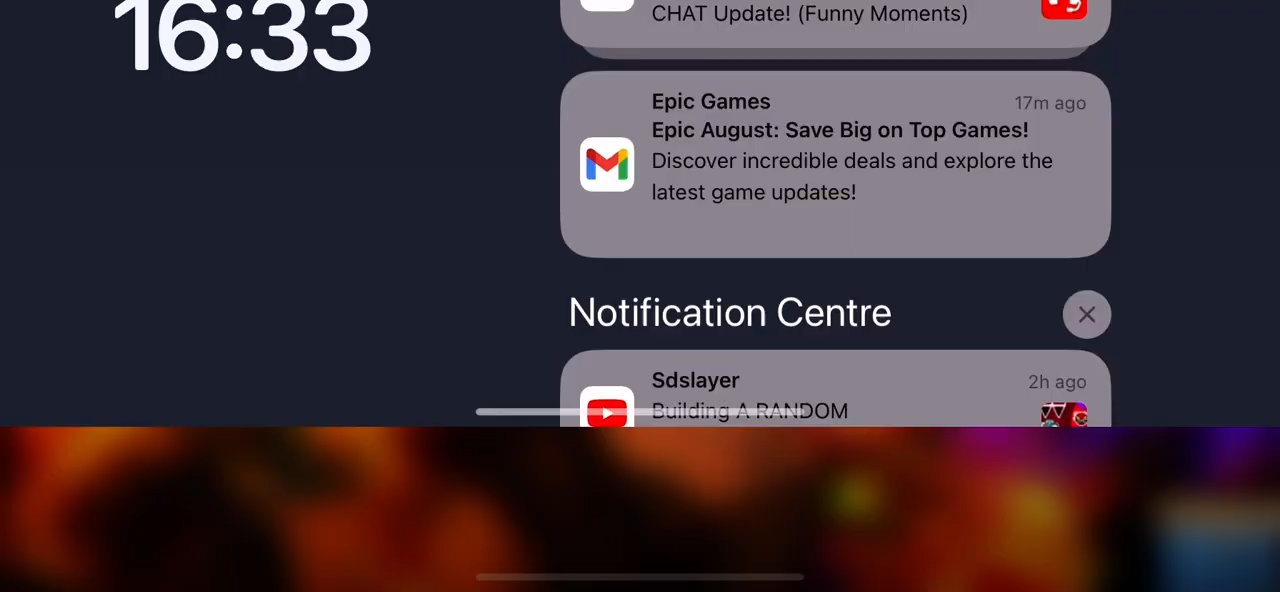 16:33
CHAT Update! (Funny Moments)
Epic Games
17m ago
Epic August: Save Big on Top Games!
Discover incredible deals and explore the
latest game updates!
Notification Centre
Sdslayer
2h ago
Building A RANDOM